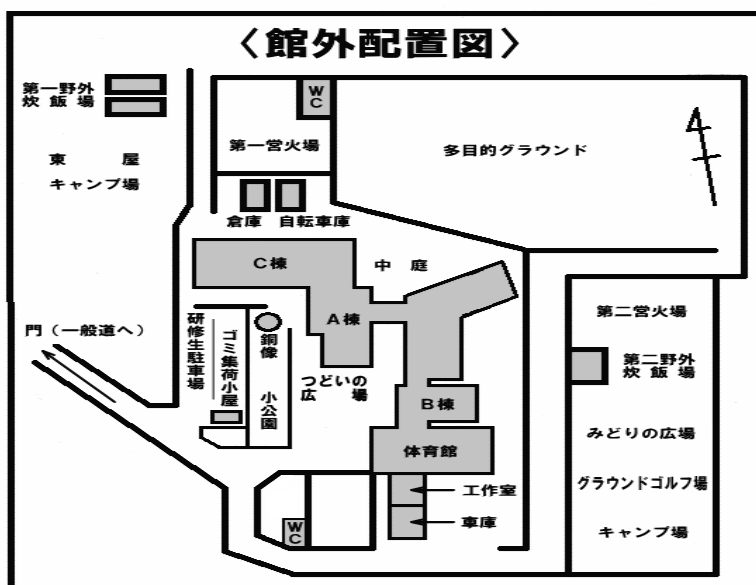 〈館外配置図〉
第一野外
炊飯場
東屋
キャンプ場
WC
第一営火場
多目的グラウンド
倉庫
自転車庫
C棟
中庭
A棟
門（一般道へ）
研修生駐車場
ゴミ集荷小屋
銅像
小公園
つどいの
広場
B棟
体育館
工作室
車庫
WC
第二営火場
第二野外
炊飯場
みどりの広場
グラウンドゴルフ場
キャンプ場